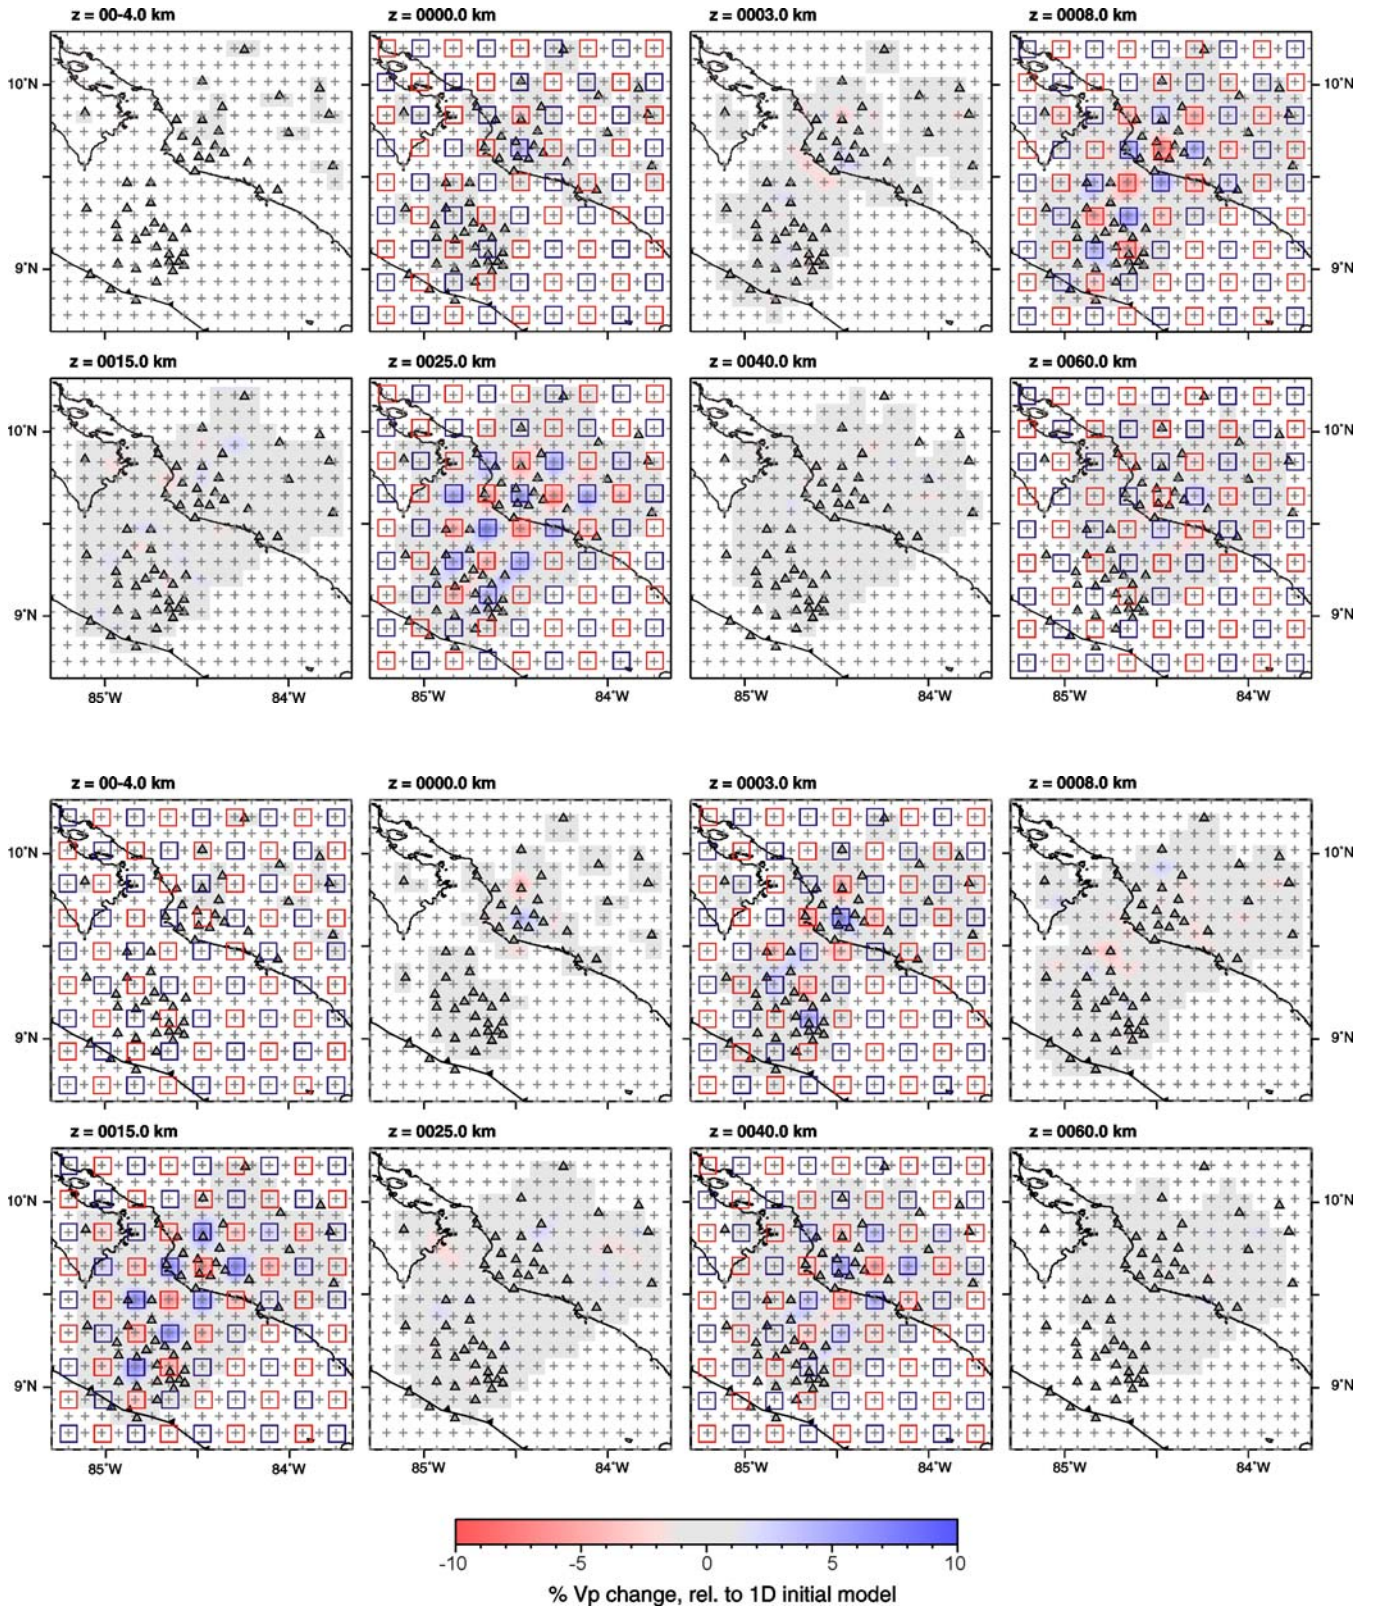 z = 00-4.0 km z = 0000.0 km z = 0003.0 km z = 0008.0 km
10°N 10°N
9°N 9°N
z = 0015.0 km z = 0025.0 km z = 0040.0 km z = 0060.0 km
10°N 10°N
9°N 9°N
85°W 84°W 85°W 84°W 85°W 84°W 85°W 84°W
z = 00-4.0 km z = 0000.0 km z = 0003.0 km z = 0008.0 km
10°N 10°N
9°N 9°N
z = 0015.0 km z = 0025.0 km z = 0040.0 km z = 0060.0 km
10°N 10°N
9°N 9°N
85°W 84°W 85°W 84°W 85°W 84°W 85°W 84°W
-10 -5 0 5 10
% Vp change, rel. to 1D initial model